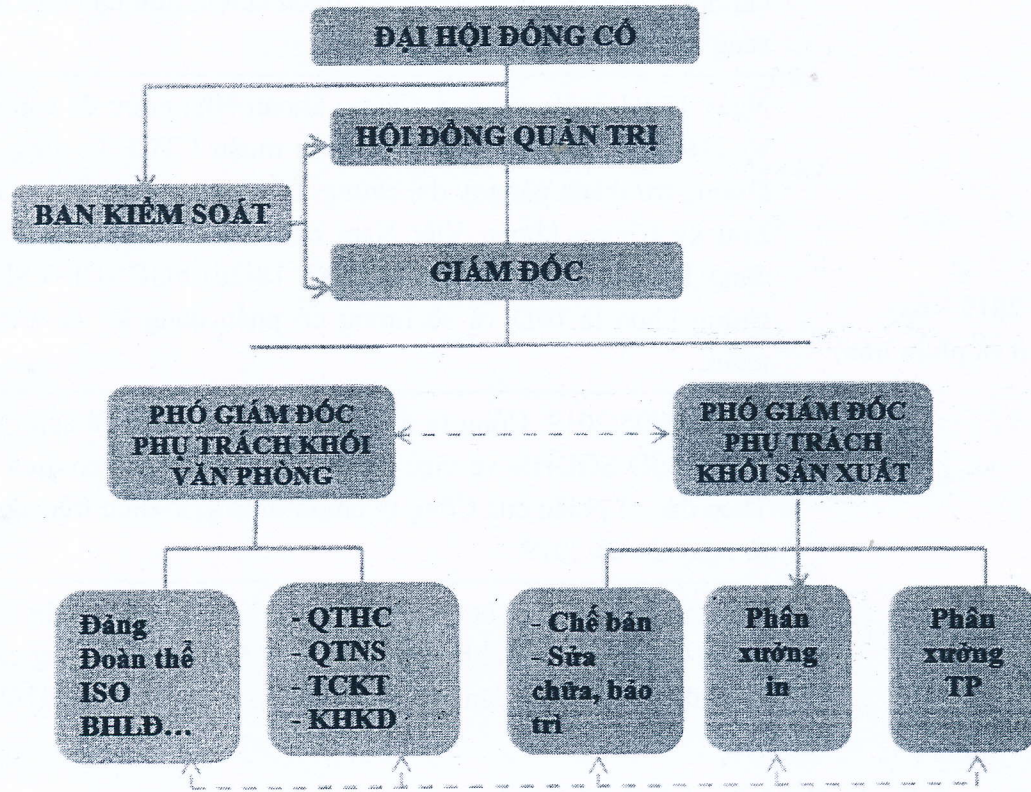 ĐẠI HỘI ĐỒNG CỔ
HỘI ĐỒNG QUẢN TRỊ
BAN KIỂM SOÁT
GIÁM ĐỐC
PHÓ GIÁM ĐỐC
PHỤ TRÁCH KHỐI
VĂN PHÒNG
PHÓ GIÁM ĐỐC
PHỤ TRÁCH
KHỐI SẢN XUẤT
Đảng
Đoàn thể
ISO
BHLĐ...
- QTHC
- QTNS
- TCKT
- KHKD
- Chế bản
- Sửa
chữa, bảo
trì
Phân
xưởng
in
Phân
xưởng
TP